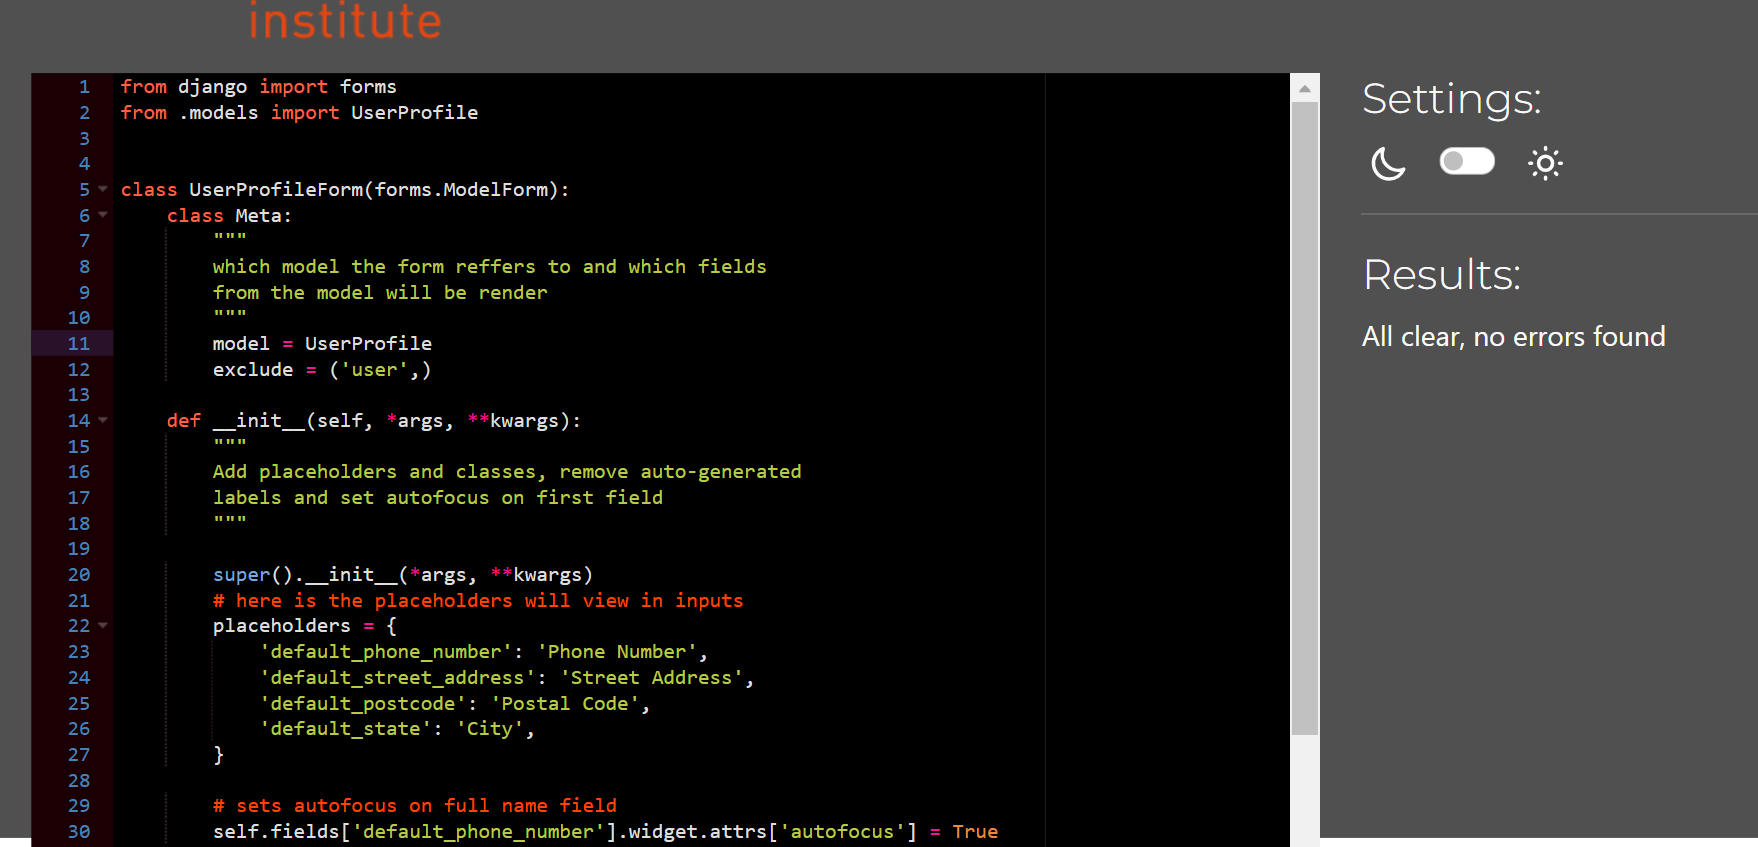 institute
1 from django import forms
2 from .models import UserProfile
3
4
5 class UserProfileForm(forms.ModelForm):
6     class Meta:
7         """
8         which model the form reffers to and which fields
9         from the model will be render
10         """
11         model = UserProfile
12         exclude = ('user',)
13
14     def __init__(self, *args, **kwargs):
15         """
16         Add placeholders and classes, remove auto-generated
17         labels and set autofocus on first field
18         """
19
20         super().__init__(*args, **kwargs)
21         # here is the placeholders will view in inputs
22         placeholders = {
23             'default_phone_number': 'Phone Number',
24             'default_street_address': 'Street Address',
25             'default_postcode': 'Postal Code',
26             'default_state': 'City',
27         }
28
29         # sets autofocus on full name field
30         self.fields['default_phone_number'].widget.attrs['autofocus'] = True
Settings:
Results:
All clear, no errors found